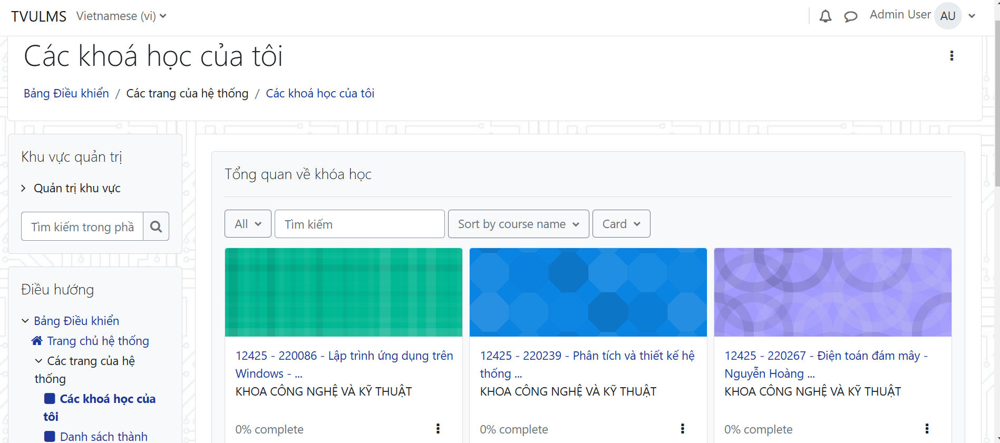 TVULMS Vietnamese (vi) Admin User AU
Các khoá học của tôi
Bảng Điều khiển / Các trang của hệ thống / Các khoá học của tôi
Khu vực quản trị
Quản trị khu vực
Tìm kiếm trong phầ
Điều hướng
Bảng Điều khiển
Trang chủ hệ thống
Các trang của hệ
thống
Các khoá học của
tôi
Danh sách thành
Tổng quan về khóa học
All Tìm kiếm Sort by course name Card
12425 - 220086 - Lập trình ứng dụng trên
Windows - ...
KHOA CÔNG NGHỆ VÀ KỸ THUẬT
0% complete
12425 - 220239 - Phân tích và thiết kế hệ
thống ...
KHOA CÔNG NGHỆ VÀ KỸ THUẬT
0% complete
12425 - 220267 - Điện toán đám mây -
Nguyễn Hoàng ...
KHOA CÔNG NGHỆ VÀ KỸ THUẬT
0% complete